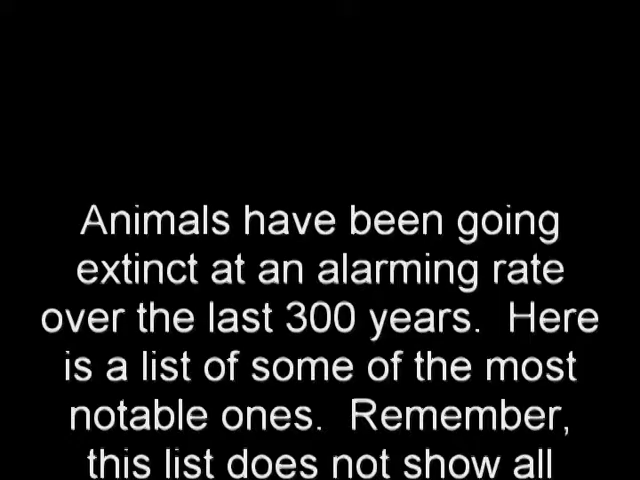 Animals have been going
extinct at an alarming rate
over the last 300 years.  Here
is a list of some of the most
notable ones.  Remember,
this list does not show all